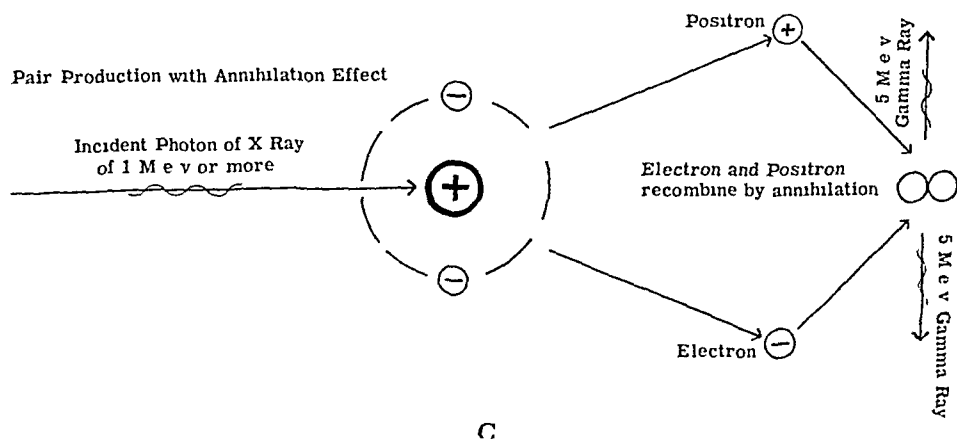 Pair Production with Annihilation Effect
Incident Photon of X Ray
of 1 M e v or more
+
−
−
Positron
+
5 M e v
Gamma Ray
Electron and Positron
recombine by annihilation
Electron
−
5 M e v Gamma Ray
C